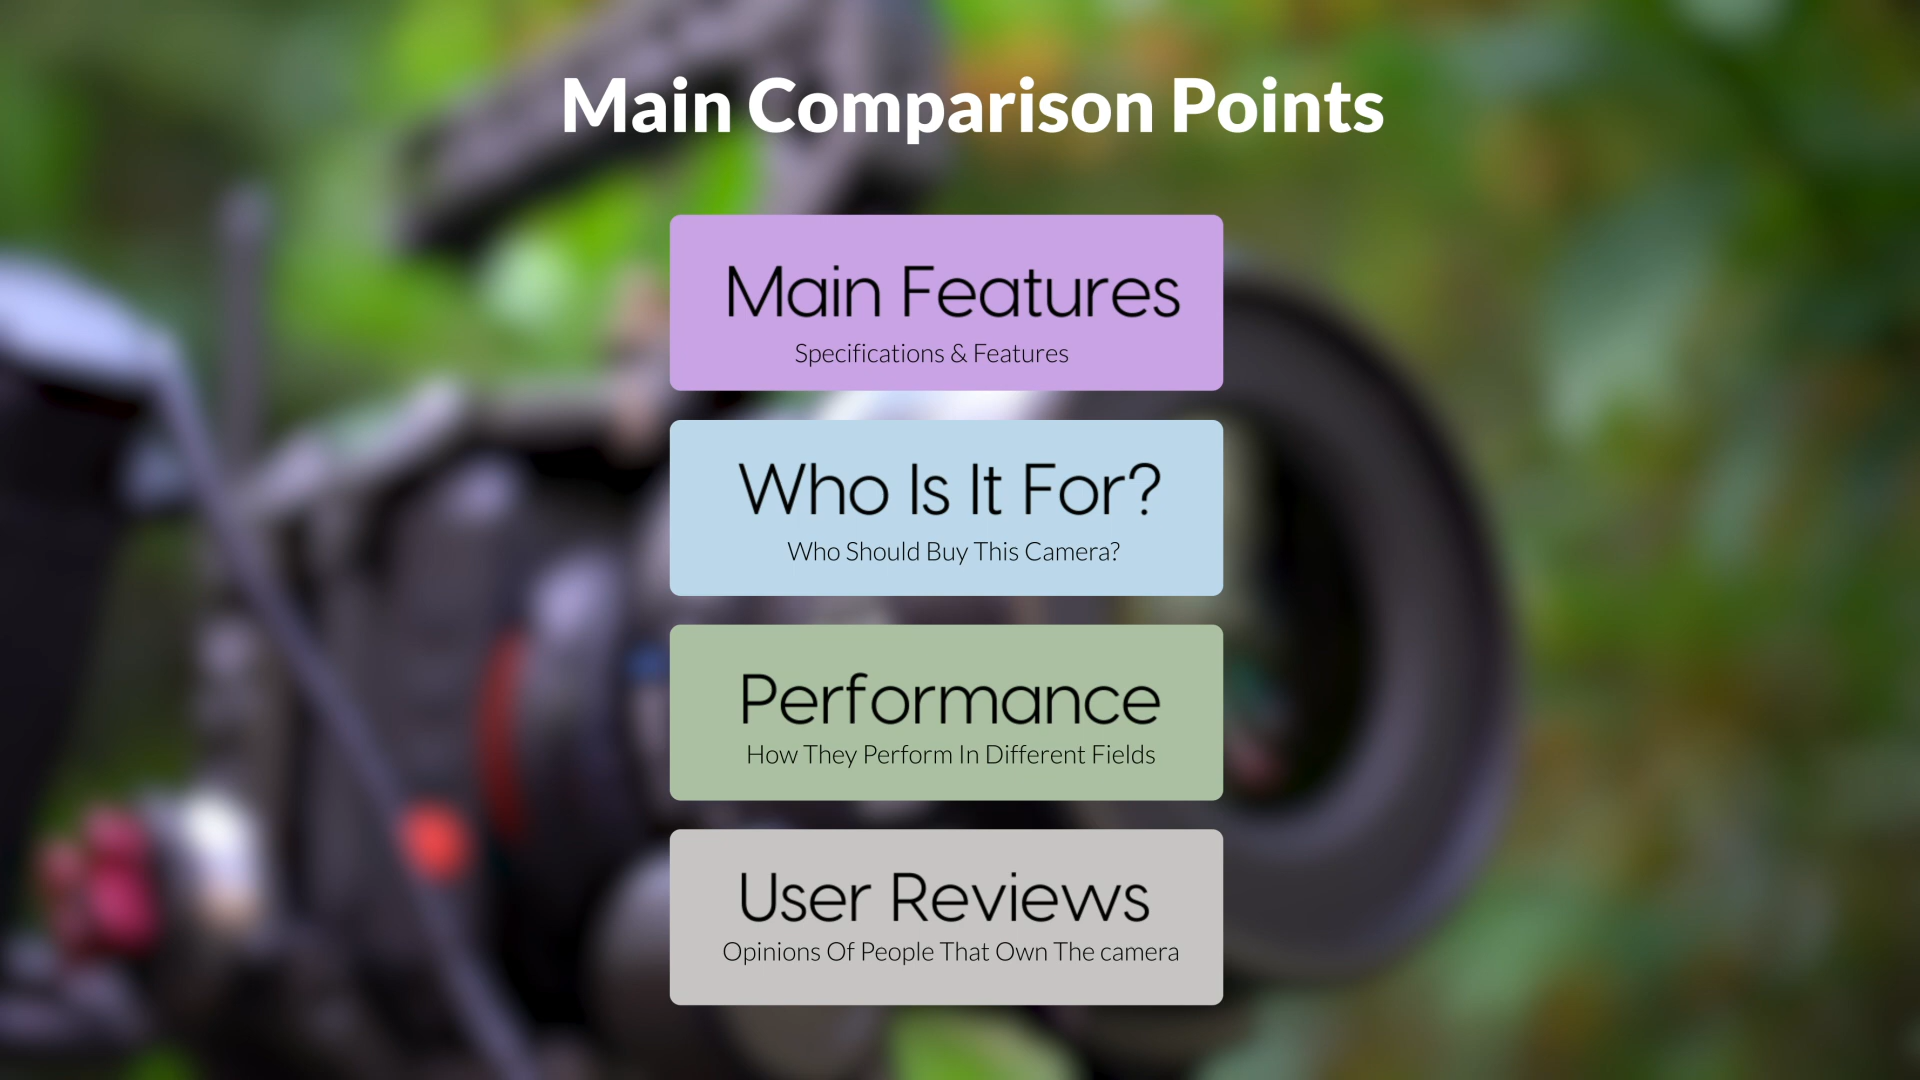 Main Comparison Points
Main Features
Specifications & Features
Who Is It For?
Who Should Buy This Camera?
Performance
How They Perform In Different Fields
User Reviews
Opinions Of People That Own The camera